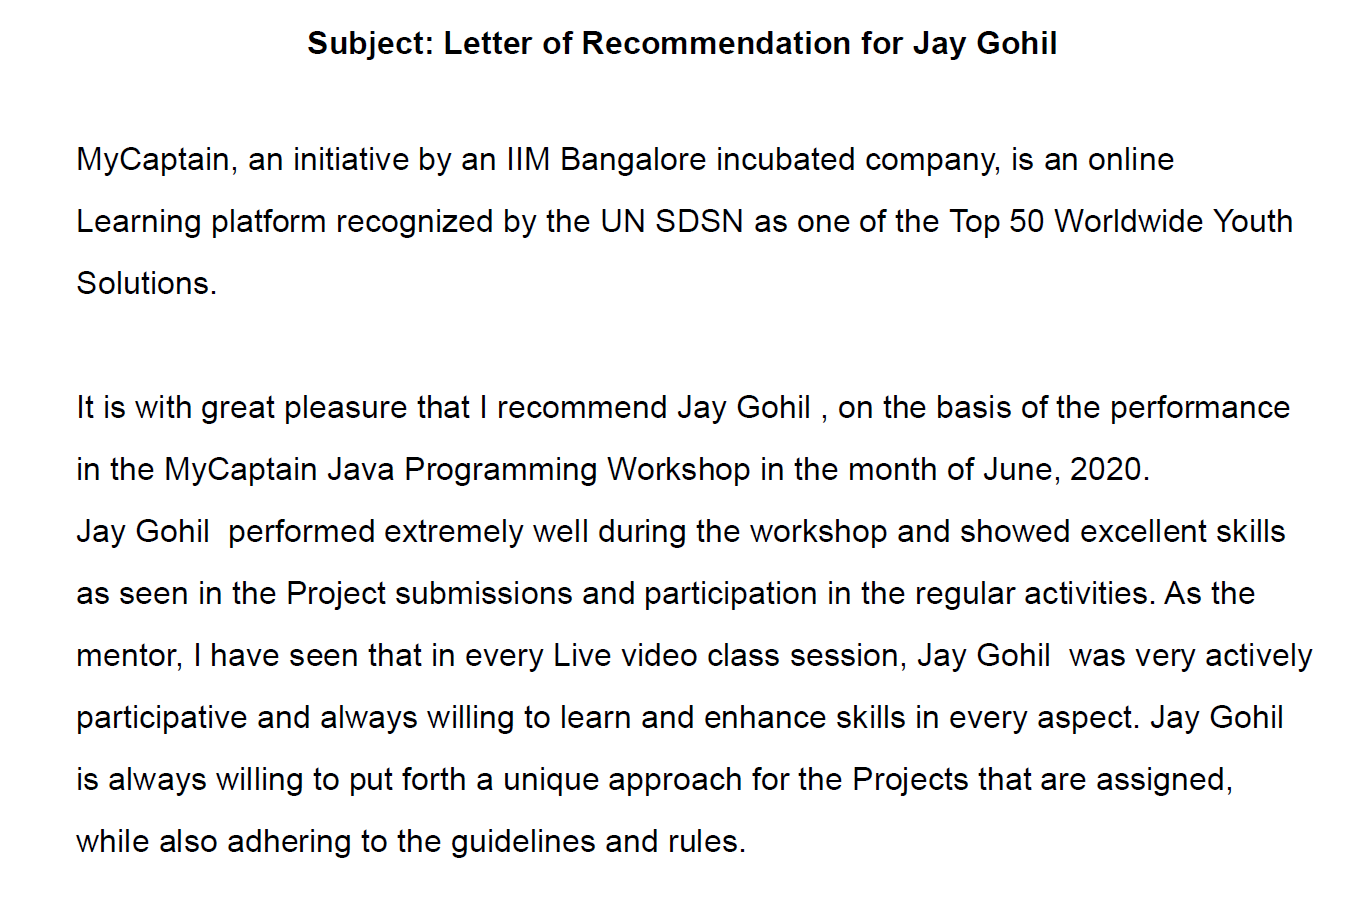 Subject: Letter of Recommendation for Jay Gohil
MyCaptain, an initiative by an IIM Bangalore incubated company, is an online
Learning platform recognized by the UN SDSN as one of the Top 50 Worldwide Youth
Solutions.
It is with great pleasure that I recommend Jay Gohil , on the basis of the performance
in the MyCaptain Java Programming Workshop in the month of June, 2020.
Jay Gohil  performed extremely well during the workshop and showed excellent skills
as seen in the Project submissions and participation in the regular activities. As the
mentor, I have seen that in every Live video class session, Jay Gohil  was very actively
participative and always willing to learn and enhance skills in every aspect. Jay Gohil
is always willing to put forth a unique approach for the Projects that are assigned,
while also adhering to the guidelines and rules.